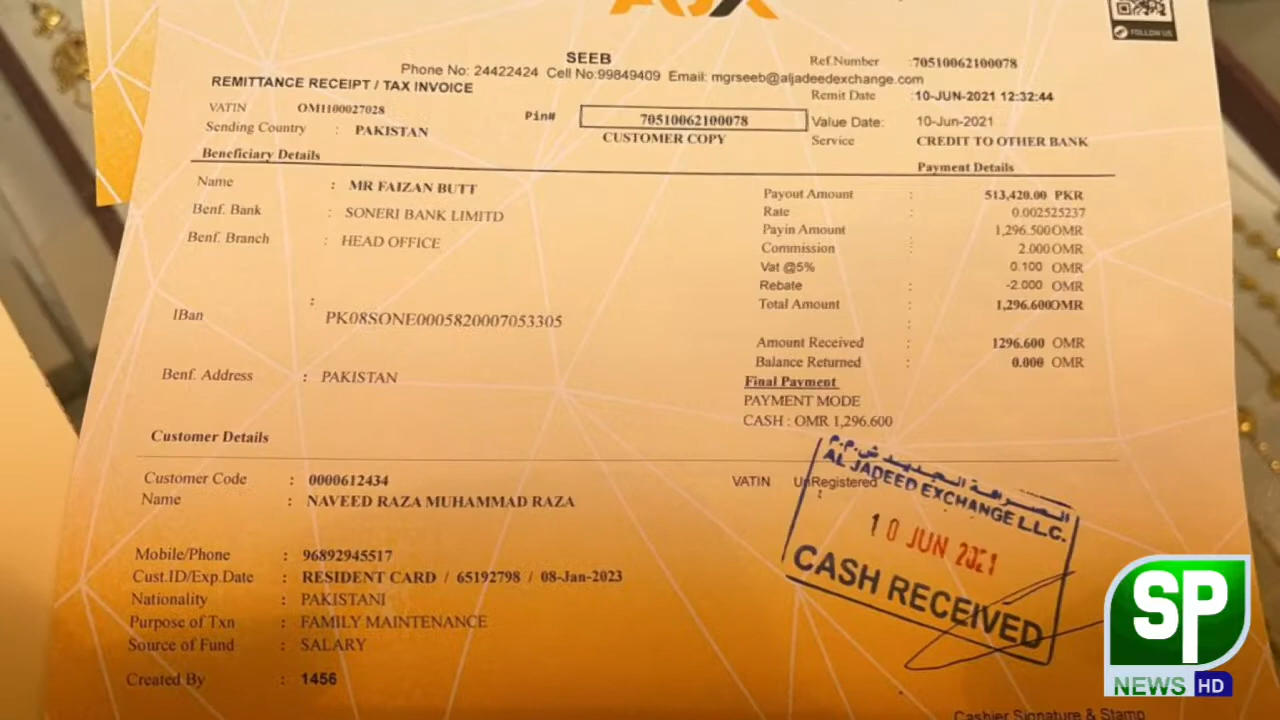 AJX
FOLLOW US
SEEB
Phone No: 24422424 Cell No:99849409 Email: mgrseeb@aljadeedexchange.com
REMITTANCE RECEIPT / TAX INVOICE
VATIN OM1100027028
Sending Country : PAKISTAN
Pin# 70510062100078
CUSTOMER COPY
Ref.Number :70510062100078
Remit Date :10-JUN-2021 12:32:44
Value Date: 10-Jun-2021
Service CREDIT TO OTHER BANK
Beneficiary Details
Name : MR FAIZAN BUTT
Benf. Bank : SONERI BANK LIMITD
Benf. Branch : HEAD OFFICE
:
IBan PK08SONE0005820007053305
Benf. Address : PAKISTAN
Payment Details
Payout Amount : 513,420.00 PKR
Rate : 0.002525237
Payin Amount : 1,296.500OMR
Commission : 2.000OMR
Vat @5% : 0.100 OMR
Rebate : -2.000 OMR
Total Amount : 1,296.600OMR
:
Amount Received : 1296.600 OMR
Balance Returned : 0.000 OMR
Final Payment
PAYMENT MODE
CASH : OMR 1,296.600
Customer Details
Customer Code : 0000612434
Name : NAVEED RAZA MUHAMMAD RAZA
VATIN UnRegistered
:
Mobile/Phone : 96892945517
Cust.ID/Exp.Date : RESIDENT CARD / 65192798 / 08-Jan-2023
Nationality : PAKISTANI
Purpose of Txn : FAMILY MAINTENANCE
Source of Fund : SALARY
Created By : 1456
الصرافة الجديد ش.م.م.
AL JADEED EXCHANGE L.L.C.
10 JUN 2021
CASH RECEIVED
Cashier Signature & Stamp
SP
NEWS HD